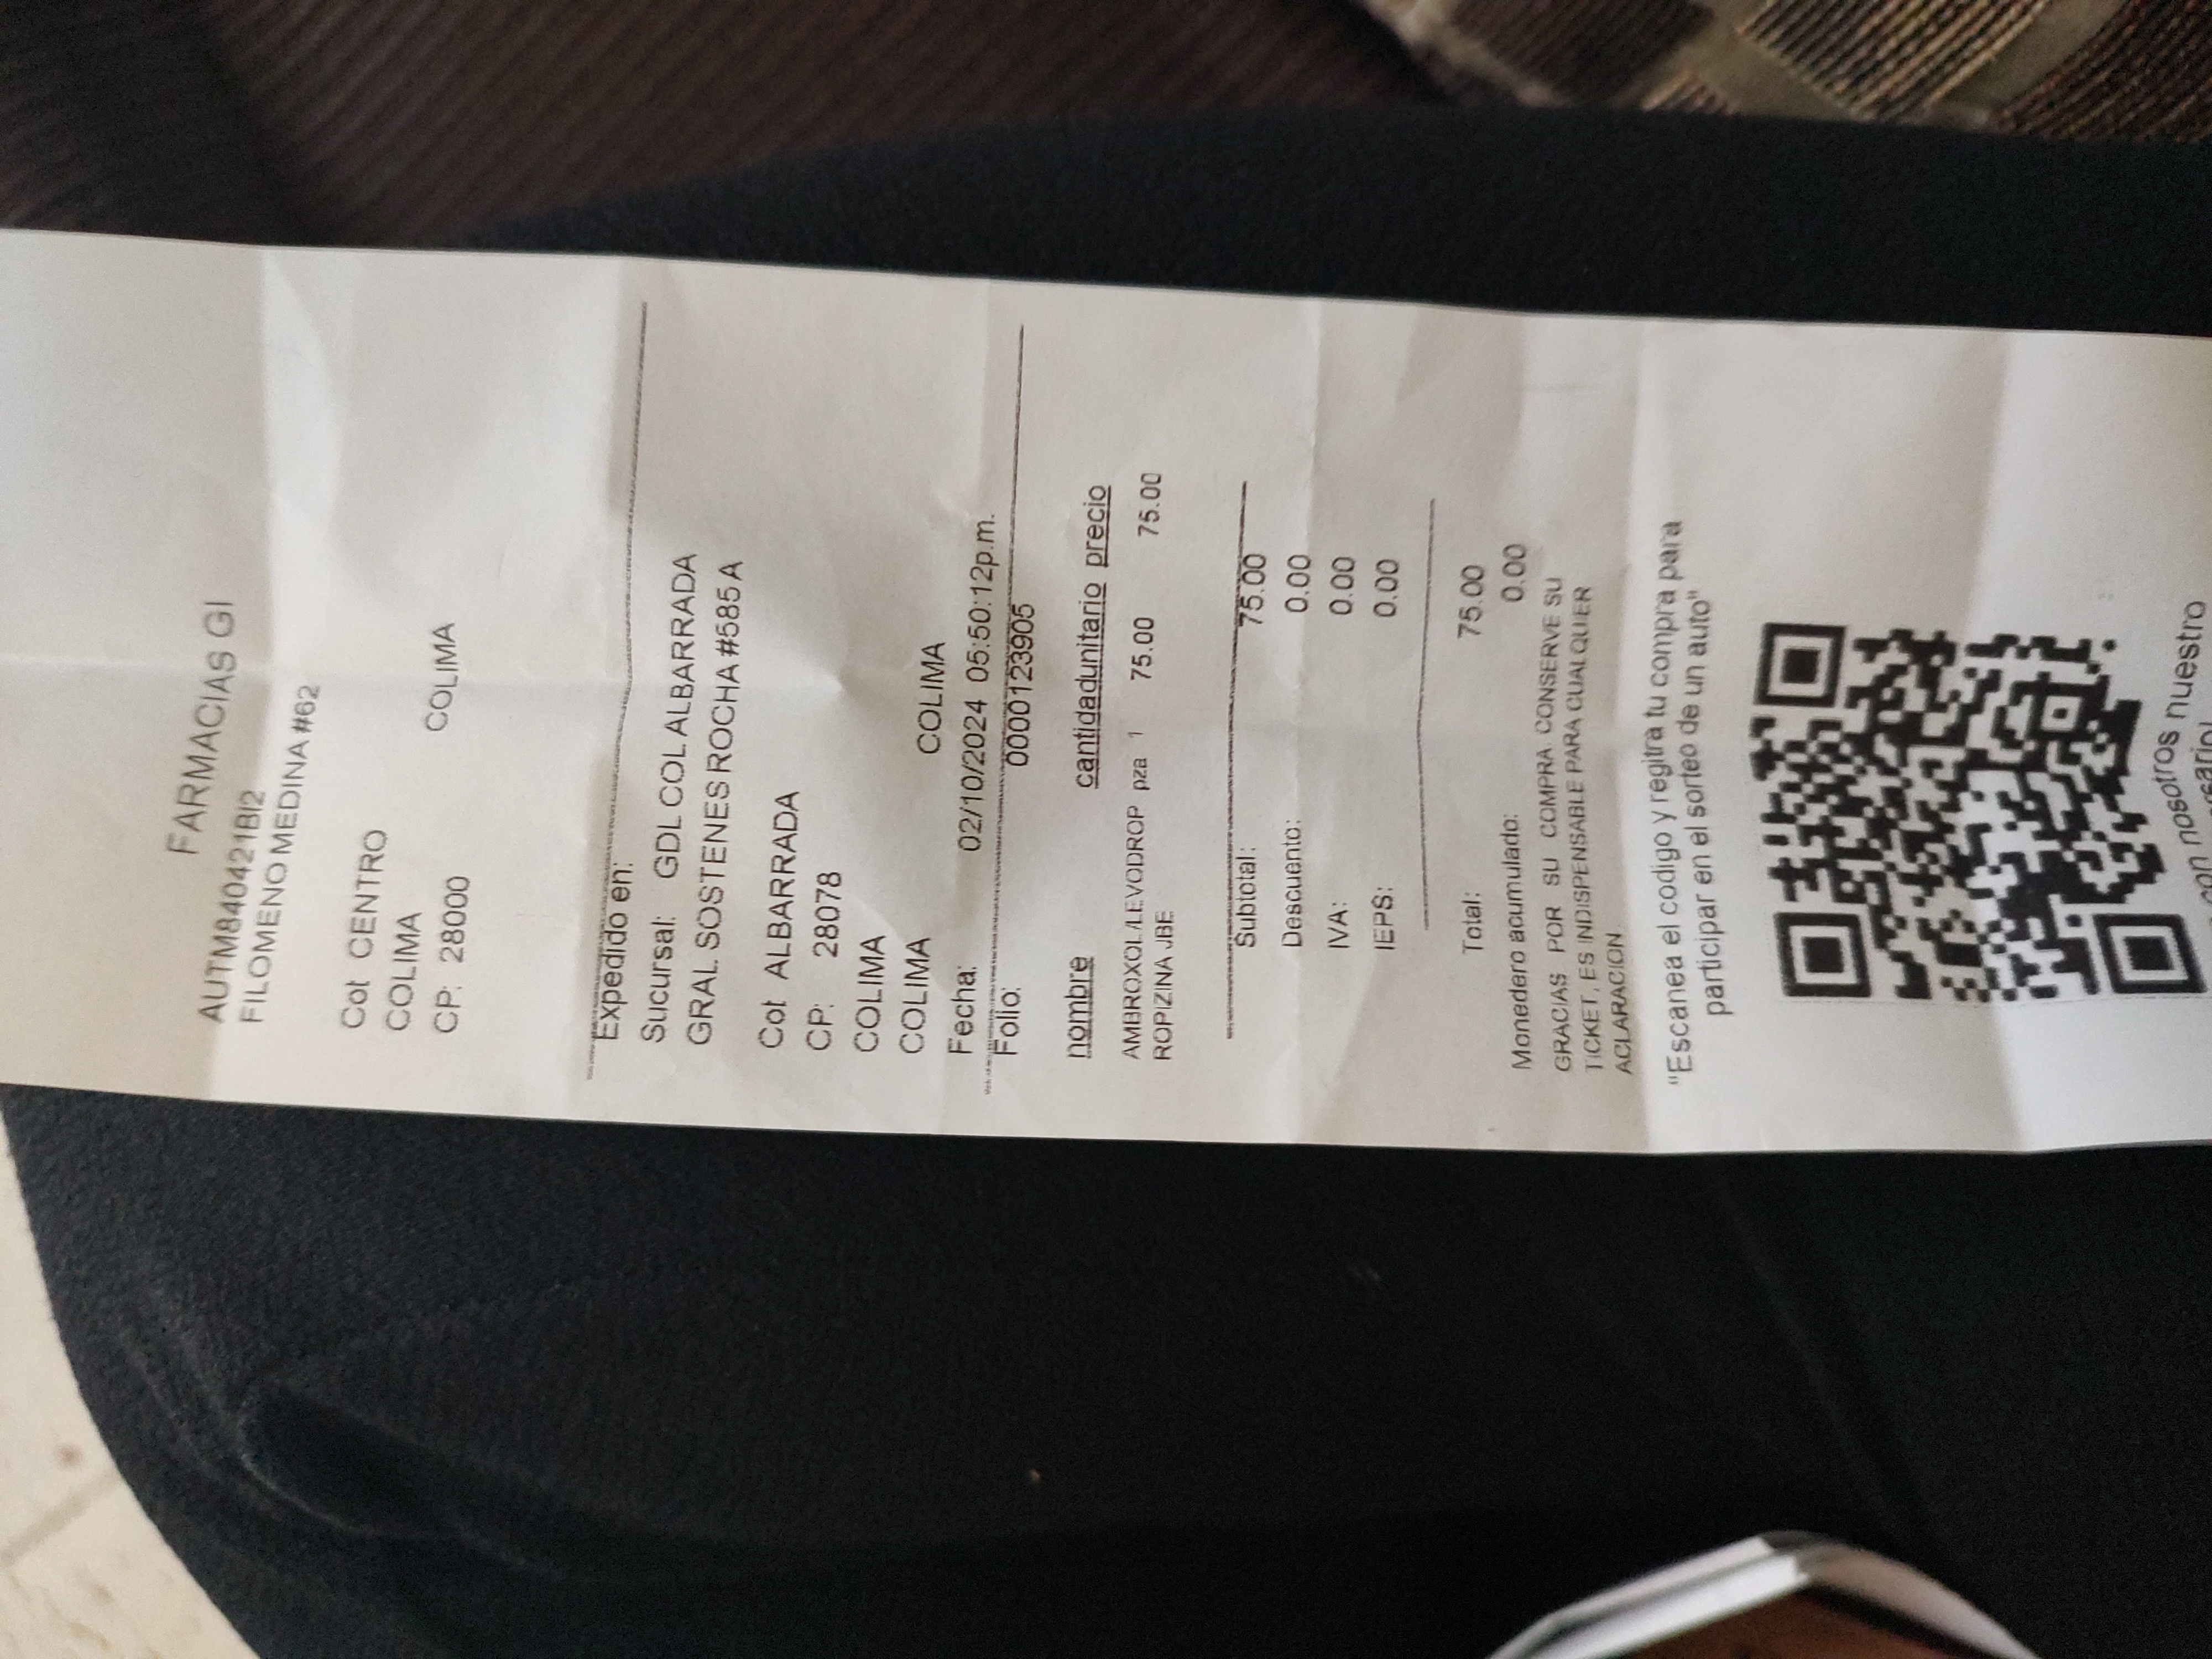 FARMACIAS GI
AUTM840421BI2
FILOMENO MEDINA #62
Col CENTRO
COLIMA
CP: 28000 COLIMA
Expedido en:
Sucursal: GDL COL ALBARRADA
GRAL. SOSTENES ROCHA #585 A
Col ALBARRADA
CP: 28078
COLIMA
COLIMA COLIMA
Fecha: 02/10/2024 05:50:12p.m.
Folio: 0000123905
nombre cantidadunitario precio
AMBROXOL/LEVODROP pza 1 75.00 75.00
ROPIZINA JBE
Subtotal: 75.00
Descuento: 0.00
IVA: 0.00
IEPS: 0.00
Total: 75.00
Monedero acumulado: 0.00
GRACIAS POR SU COMPRA CONSERVE SU
TICKET, ES INDISPENSABLE PARA CUALQUIER
ACLARACION.
"Escanea el codigo y regitra tu compra para
participar en el sorteo de un auto"
con nosotros nuestro